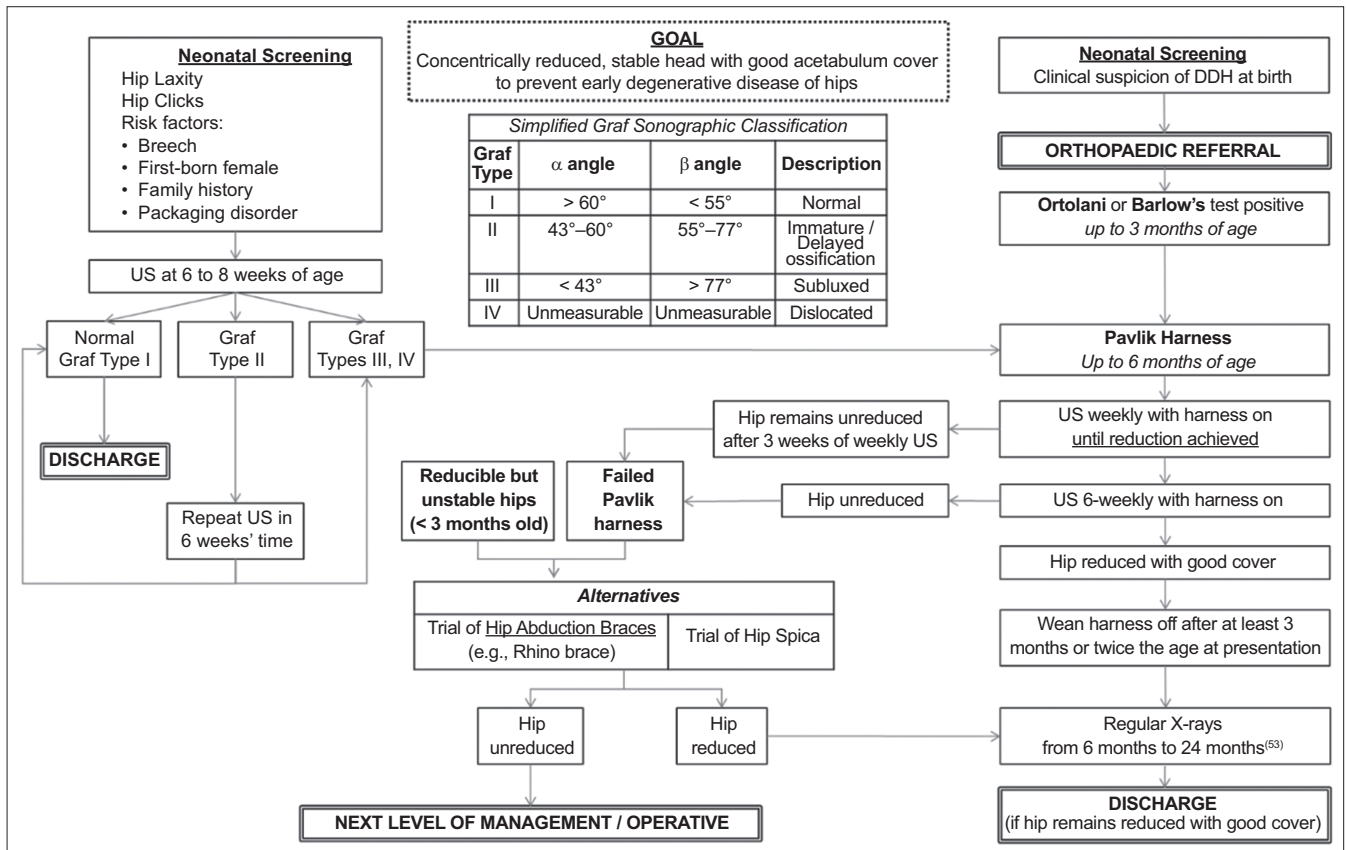 Neonatal Screening
Hip Laxity
Hip Clicks
Risk factors:
• Breech
• First-born female
• Family history
• Packaging disorder
US at 6 to 8 weeks of age
Normal
Graf Type I
Graf
Type II
Graf
Types III, IV
DISCHARGE
Repeat US in
6 weeks’ time
GOAL
Concentrically reduced, stable head with good acetabulum cover
to prevent early degenerative disease of hips
Simplified Graf Sonographic Classification
Graf
Type
α angle
β angle
Description
I
> 60°
< 55°
Normal
II
43°–60°
55°–77°
Immature /
Delayed
ossification
III
< 43°
> 77°
Subluxed
IV
Unmeasurable
Unmeasurable
Dislocated
Neonatal Screening
Clinical suspicion of DDH at birth
ORTHOPAEDIC REFERRAL
Ortolani or Barlow’s test positive
up to 3 months of age
Pavlik Harness
Up to 6 months of age
US weekly with harness on
until reduction achieved
Hip remains unreduced
after 3 weeks of weekly US
US 6-weekly with harness on
Hip unreduced
Failed
Pavlik
harness
Reducible but
unstable hips
(< 3 months old)
Hip reduced with good cover
Alternatives
Trial of Hip Abduction Braces
(e.g., Rhino brace)
Trial of Hip Spica
Wean harness off after at least 3
months or twice the age at presentation
Hip
unreduced
Hip
reduced
Regular X-rays
from 6 months to 24 months(53)
NEXT LEVEL OF MANAGEMENT / OPERATIVE
DISCHARGE
(if hip remains reduced with good cover)